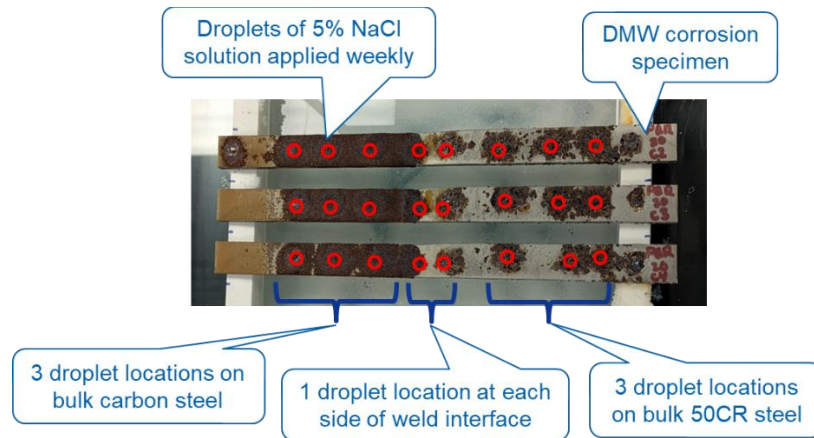 Droplets of 5% NaCl
solution applied weekly
DMW corrosion
specimen
3 droplet locations on
bulk carbon steel
1 droplet location at each
side of weld interface
3 droplet locations
on bulk 50CR steel